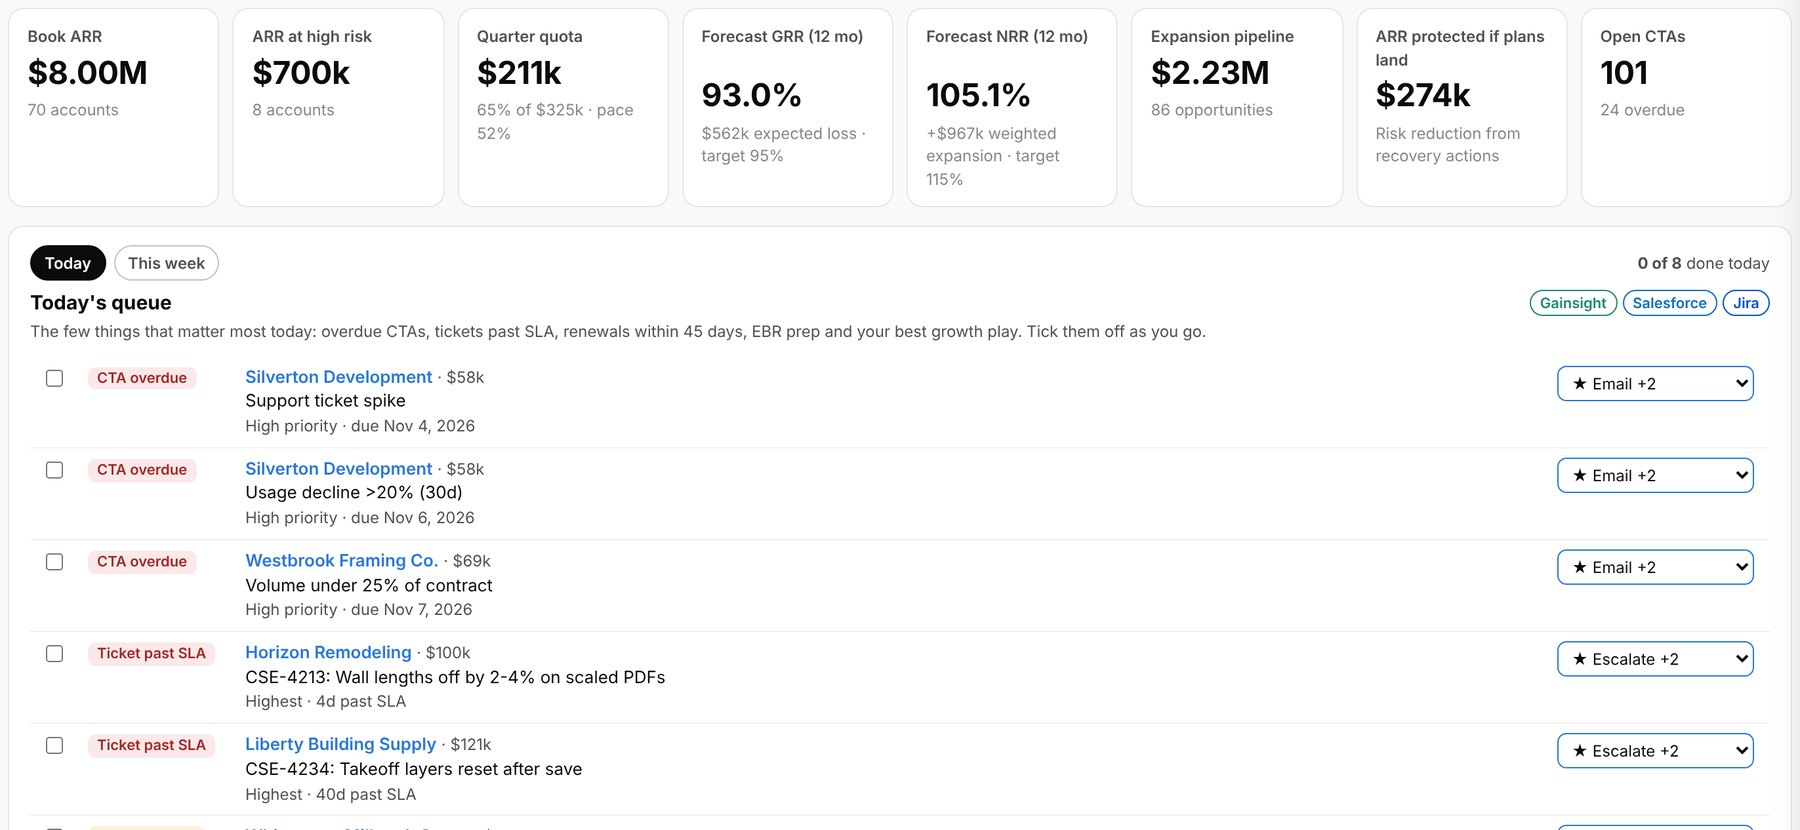 Book ARR
$8.00M
70 accounts
ARR at high risk
$700k
8 accounts
Quarter quota
$211k
65% of $325k · pace
52%
Forecast GRR (12 mo)
93.0%
$562k expected loss ·
target 95%
Forecast NRR (12 mo)
105.1%
+$967k weighted
expansion · target
115%
Expansion pipeline
$2.23M
86 opportunities
ARR protected if plans
land
$274k
Risk reduction from
recovery actions
Open CTAs
101
24 overdue
Today
This week
0 of 8 done today
Today's queue
Gainsight
Salesforce
Jira
The few things that matter most today: overdue CTAs, tickets past SLA, renewals within 45 days, EBR prep and your best growth play. Tick them off as you go.
CTA overdue
Silverton Development · $58k
Support ticket spike
High priority · due Nov 4, 2026
★ Email +2
CTA overdue
Silverton Development · $58k
Usage decline >20% (30d)
High priority · due Nov 6, 2026
★ Email +2
CTA overdue
Westbrook Framing Co. · $69k
Volume under 25% of contract
High priority · due Nov 7, 2026
★ Email +2
Ticket past SLA
Horizon Remodeling · $100k
CSE-4213: Wall lengths off by 2-4% on scaled PDFs
Highest · 4d past SLA
★ Escalate +2
Ticket past SLA
Liberty Building Supply · $121k
CSE-4234: Takeoff layers reset after save
Highest · 40d past SLA
★ Escalate +2